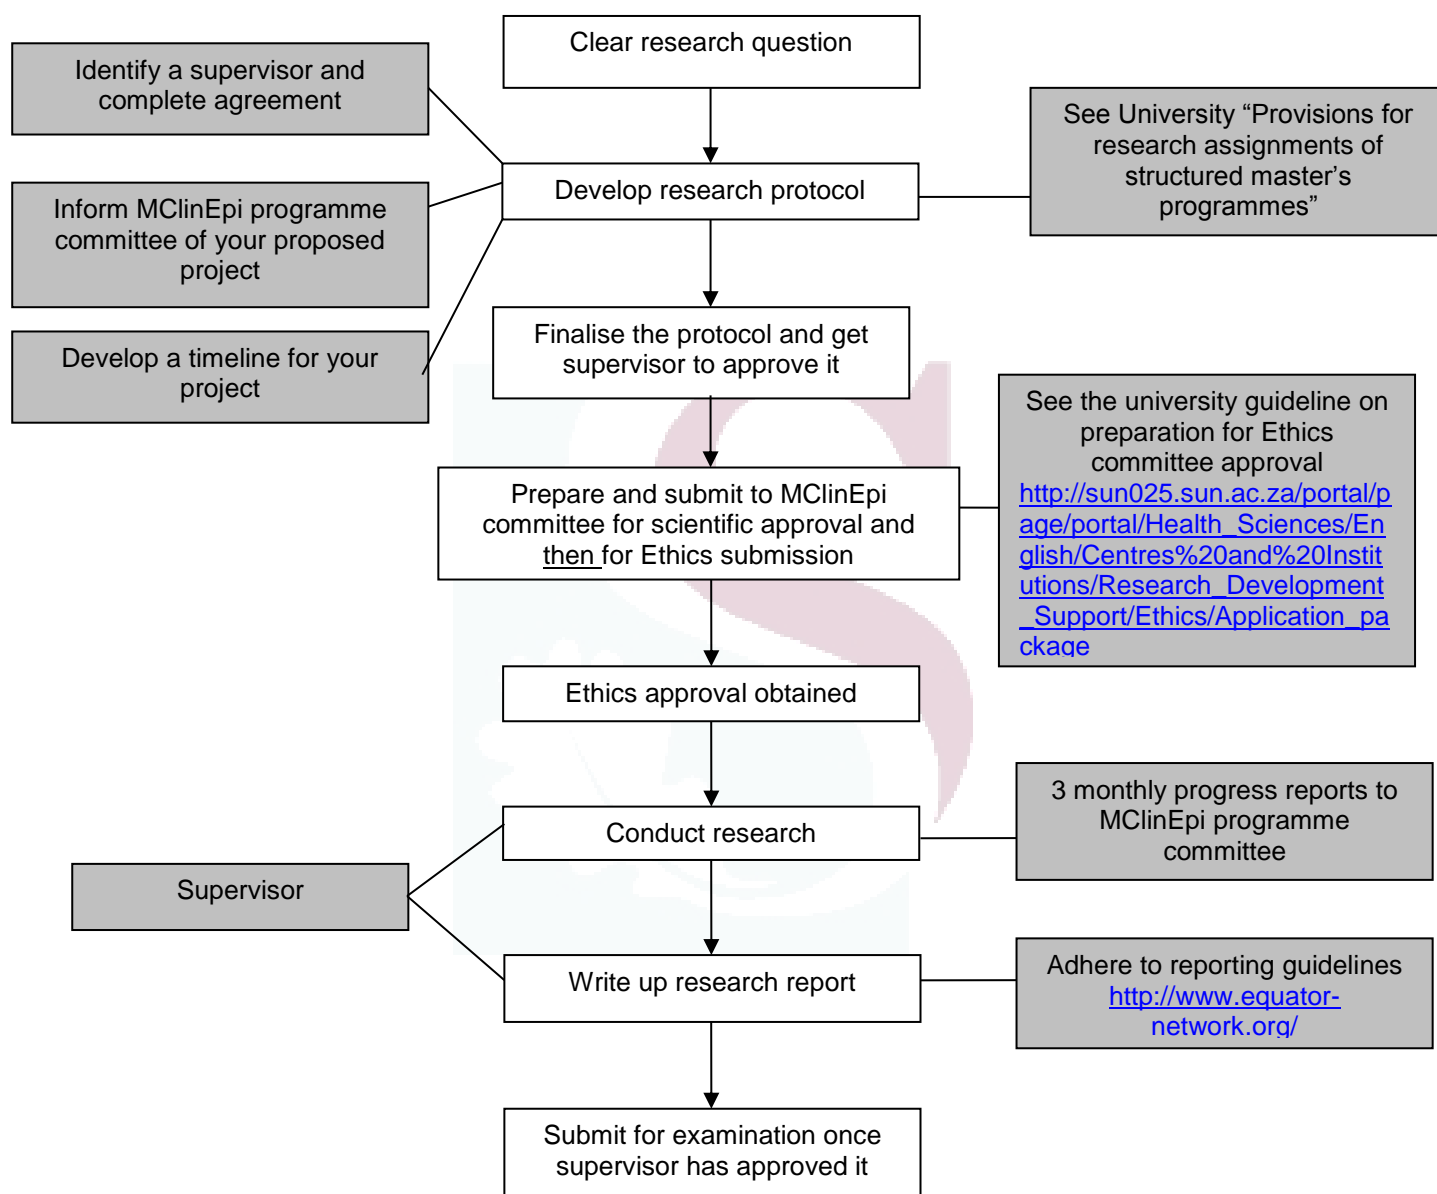 Clear research question
Identify a supervisor and
complete agreement
See University “Provisions for
research assignments of
structured master’s
programmes”
Develop research protocol
Inform MClinEpi programme
committee of your proposed
project
Develop a timeline for your
project
Finalise the protocol and get
supervisor to approve it
See the university guideline on
preparation for Ethics
committee approval
http://sun025.sun.ac.za/portal/p
age/portal/Health_Sciences/En
glish/Centres%20and%20Instit
utions/Research_Development
_Support/Ethics/Application_pa
ckage
Prepare and submit to MClinEpi
committee for scientific approval and
then for Ethics submission
Ethics approval obtained
3 monthly progress reports to
MClinEpi programme
committee
Conduct research
Supervisor
Write up research report
Adhere to reporting guidelines
http://www.equator-
network.org/
Submit for examination once
supervisor has approved it